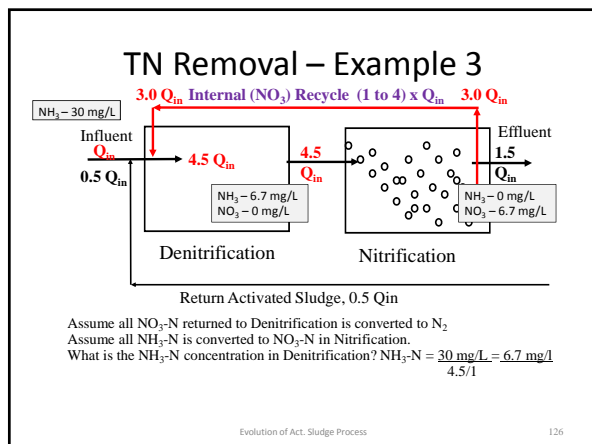 TN Removal – Example 3
3.0 Qin Internal (NO3) Recycle (1 to 4) x Qin 3.0 Qin
NH3 – 30 mg/L
Influent
Effluent
Qin
4.5 Qin
4.5
Qin
1.5
Qin
0.5 Qin
NH3 – 6.7 mg/L
NO3 – 0 mg/L
NH3 – 0 mg/L
NO3 – 6.7 mg/L
Denitrification
Nitrification
Return Activated Sludge, 0.5 Qin
Assume all NO3-N returned to Denitrification is converted to N2
Assume all NH3-N is converted to NO3-N in Nitrification.
What is the NH3-N concentration in Denitrification? NH3-N = 30 mg/L = 6.7 mg/l
4.5/1
Evolution of Act. Sludge Process
126